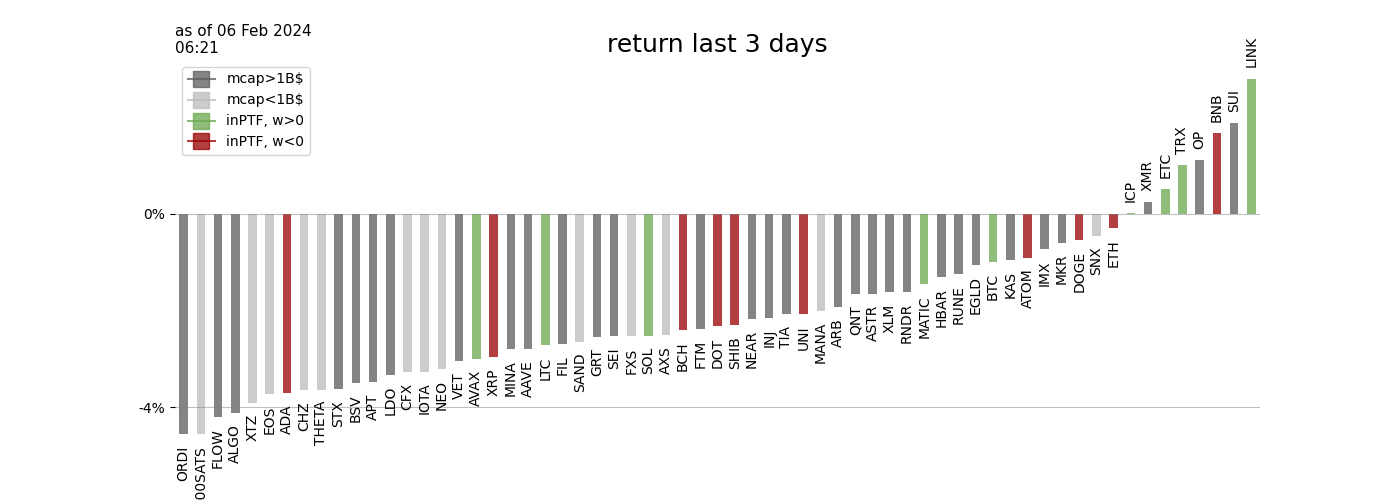 as of 06 Feb 2024
06:21
return last 3 days
mcap>1B$
mcap<1B$
inPTF, w>0
inPTF, w<0
0%
-4%
ORDI
00SATS
FLOW
ALGO
XTZ
EOS
ADA
CHZ
THETA
STX
BSV
APT
LDO
CFX
IOTA
NEO
VET
AVAX
XRP
MINA
AAVE
LTC
FIL
SAND
GRT
SEI
FXS
SOL
AXS
BCH
FTM
DOT
SHIB
NEAR
INJ
TIA
UNI
MANA
ARB
QNT
ASTR
XLM
RNDR
MATIC
HBAR
RUNE
EGLD
BTC
KAS
ATOM
IMX
MKR
DOGE
SNX
ETH
ICP
XMR
ETC
TRX
OP
BNB
SUI
LINK